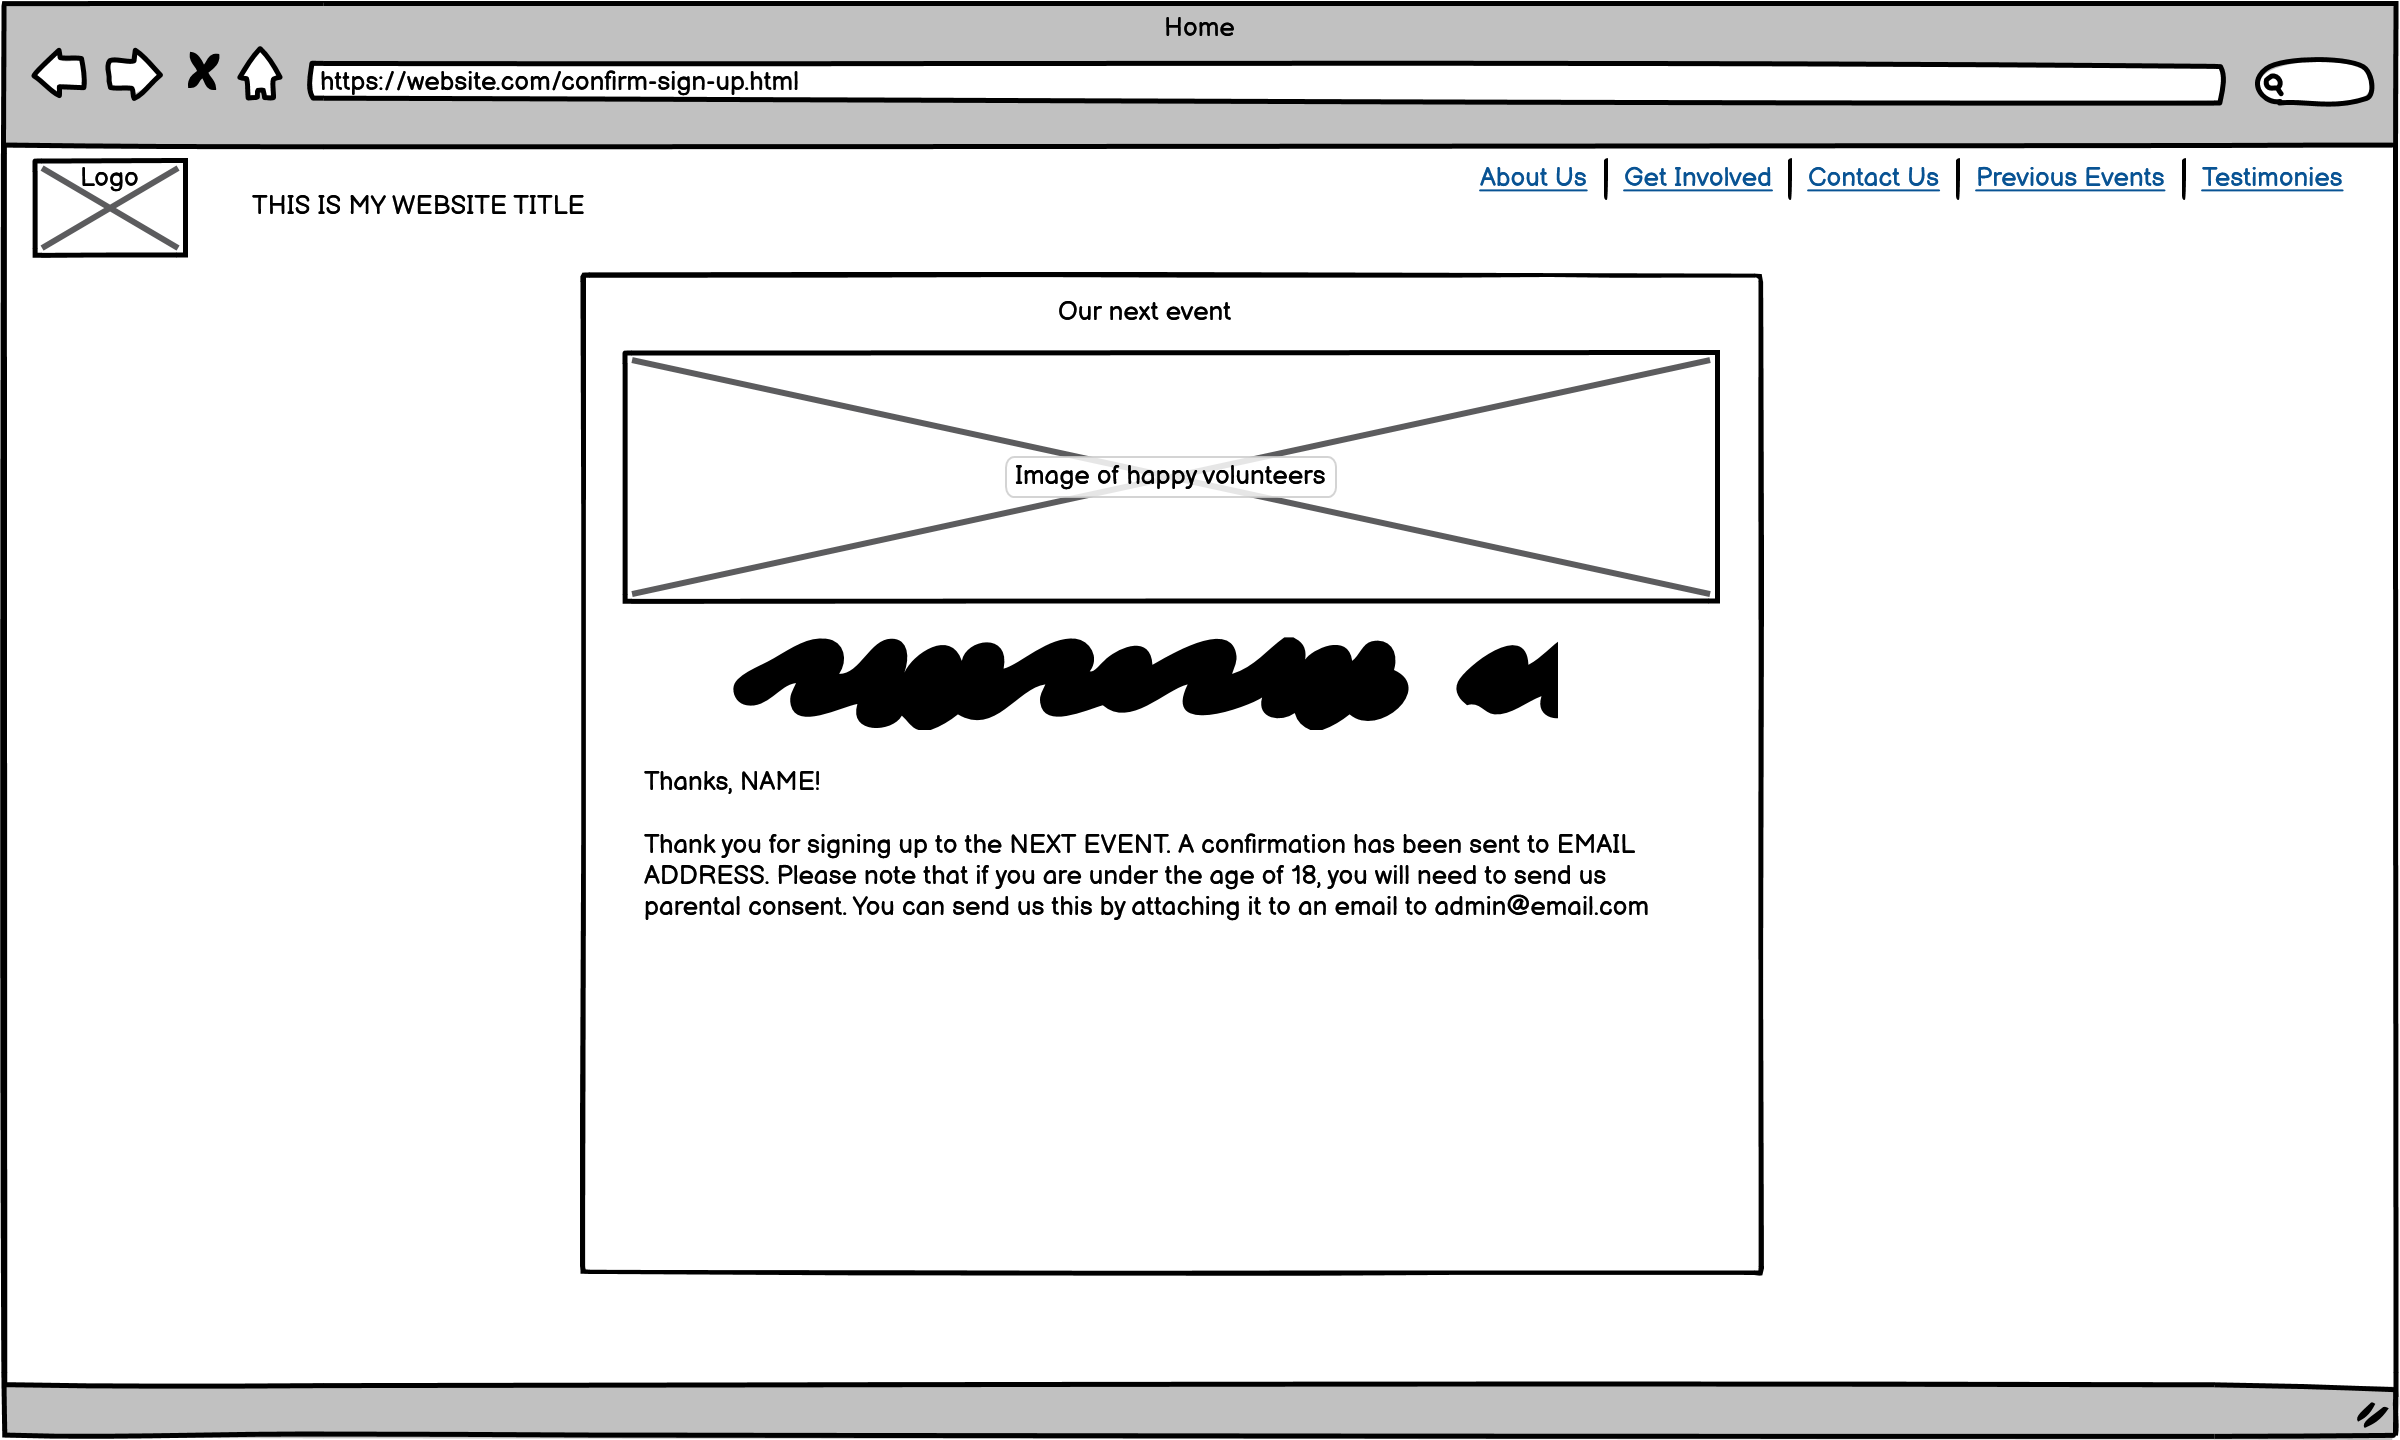 Home
https://website.com/confirm-sign-up.html
Logo
THIS IS MY WEBSITE TITLE
About Us
Get Involved
Contact Us
Previous Events
Testimonies
Our next event
Image of happy volunteers
Thanks, NAME!
Thank you for signing up to the NEXT EVENT. A confirmation has been sent to EMAIL
ADDRESS. Please note that if you are under the age of 18, you will need to send us
parental consent. You can send us this by attaching it to an email to admin@email.com